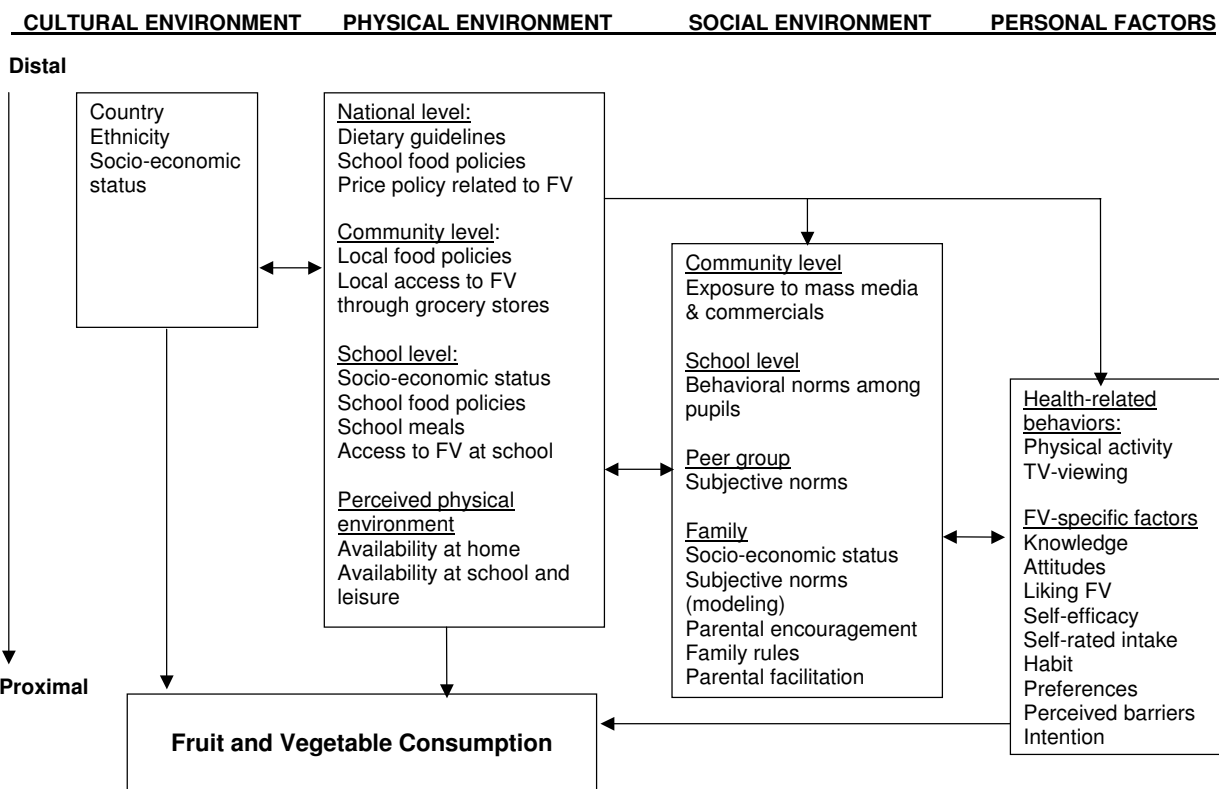 CULTURAL ENVIRONMENT PHYSICAL ENVIRONMENT SOCIAL ENVIRONMENT PERSONAL FACTORS
Distal
Country
Ethnicity
Socio-economic
status
National level:
Dietary guidelines
School food policies
Price policy related to FV
Community level:
Local food policies
Local access to FV
through grocery stores
School level:
Socio-economic status
School food policies
School meals
Access to FV at school
Perceived physical
environment
Availability at home
Availability at school and
leisure
Community level
Exposure to mass media
& commercials
School level
Behavioral norms among
pupils
Peer group
Subjective norms
Family
Socio-economic status
Subjective norms
(modeling)
Parental encouragement
Family rules
Parental facilitation
Health-related
behaviors:
Physical activity
TV-viewing
FV-specific factors
Knowledge
Attitudes
Liking FV
Self-efficacy
Self-rated intake
Habit
Preferences
Perceived barriers
Intention
Proximal
Fruit and Vegetable Consumption